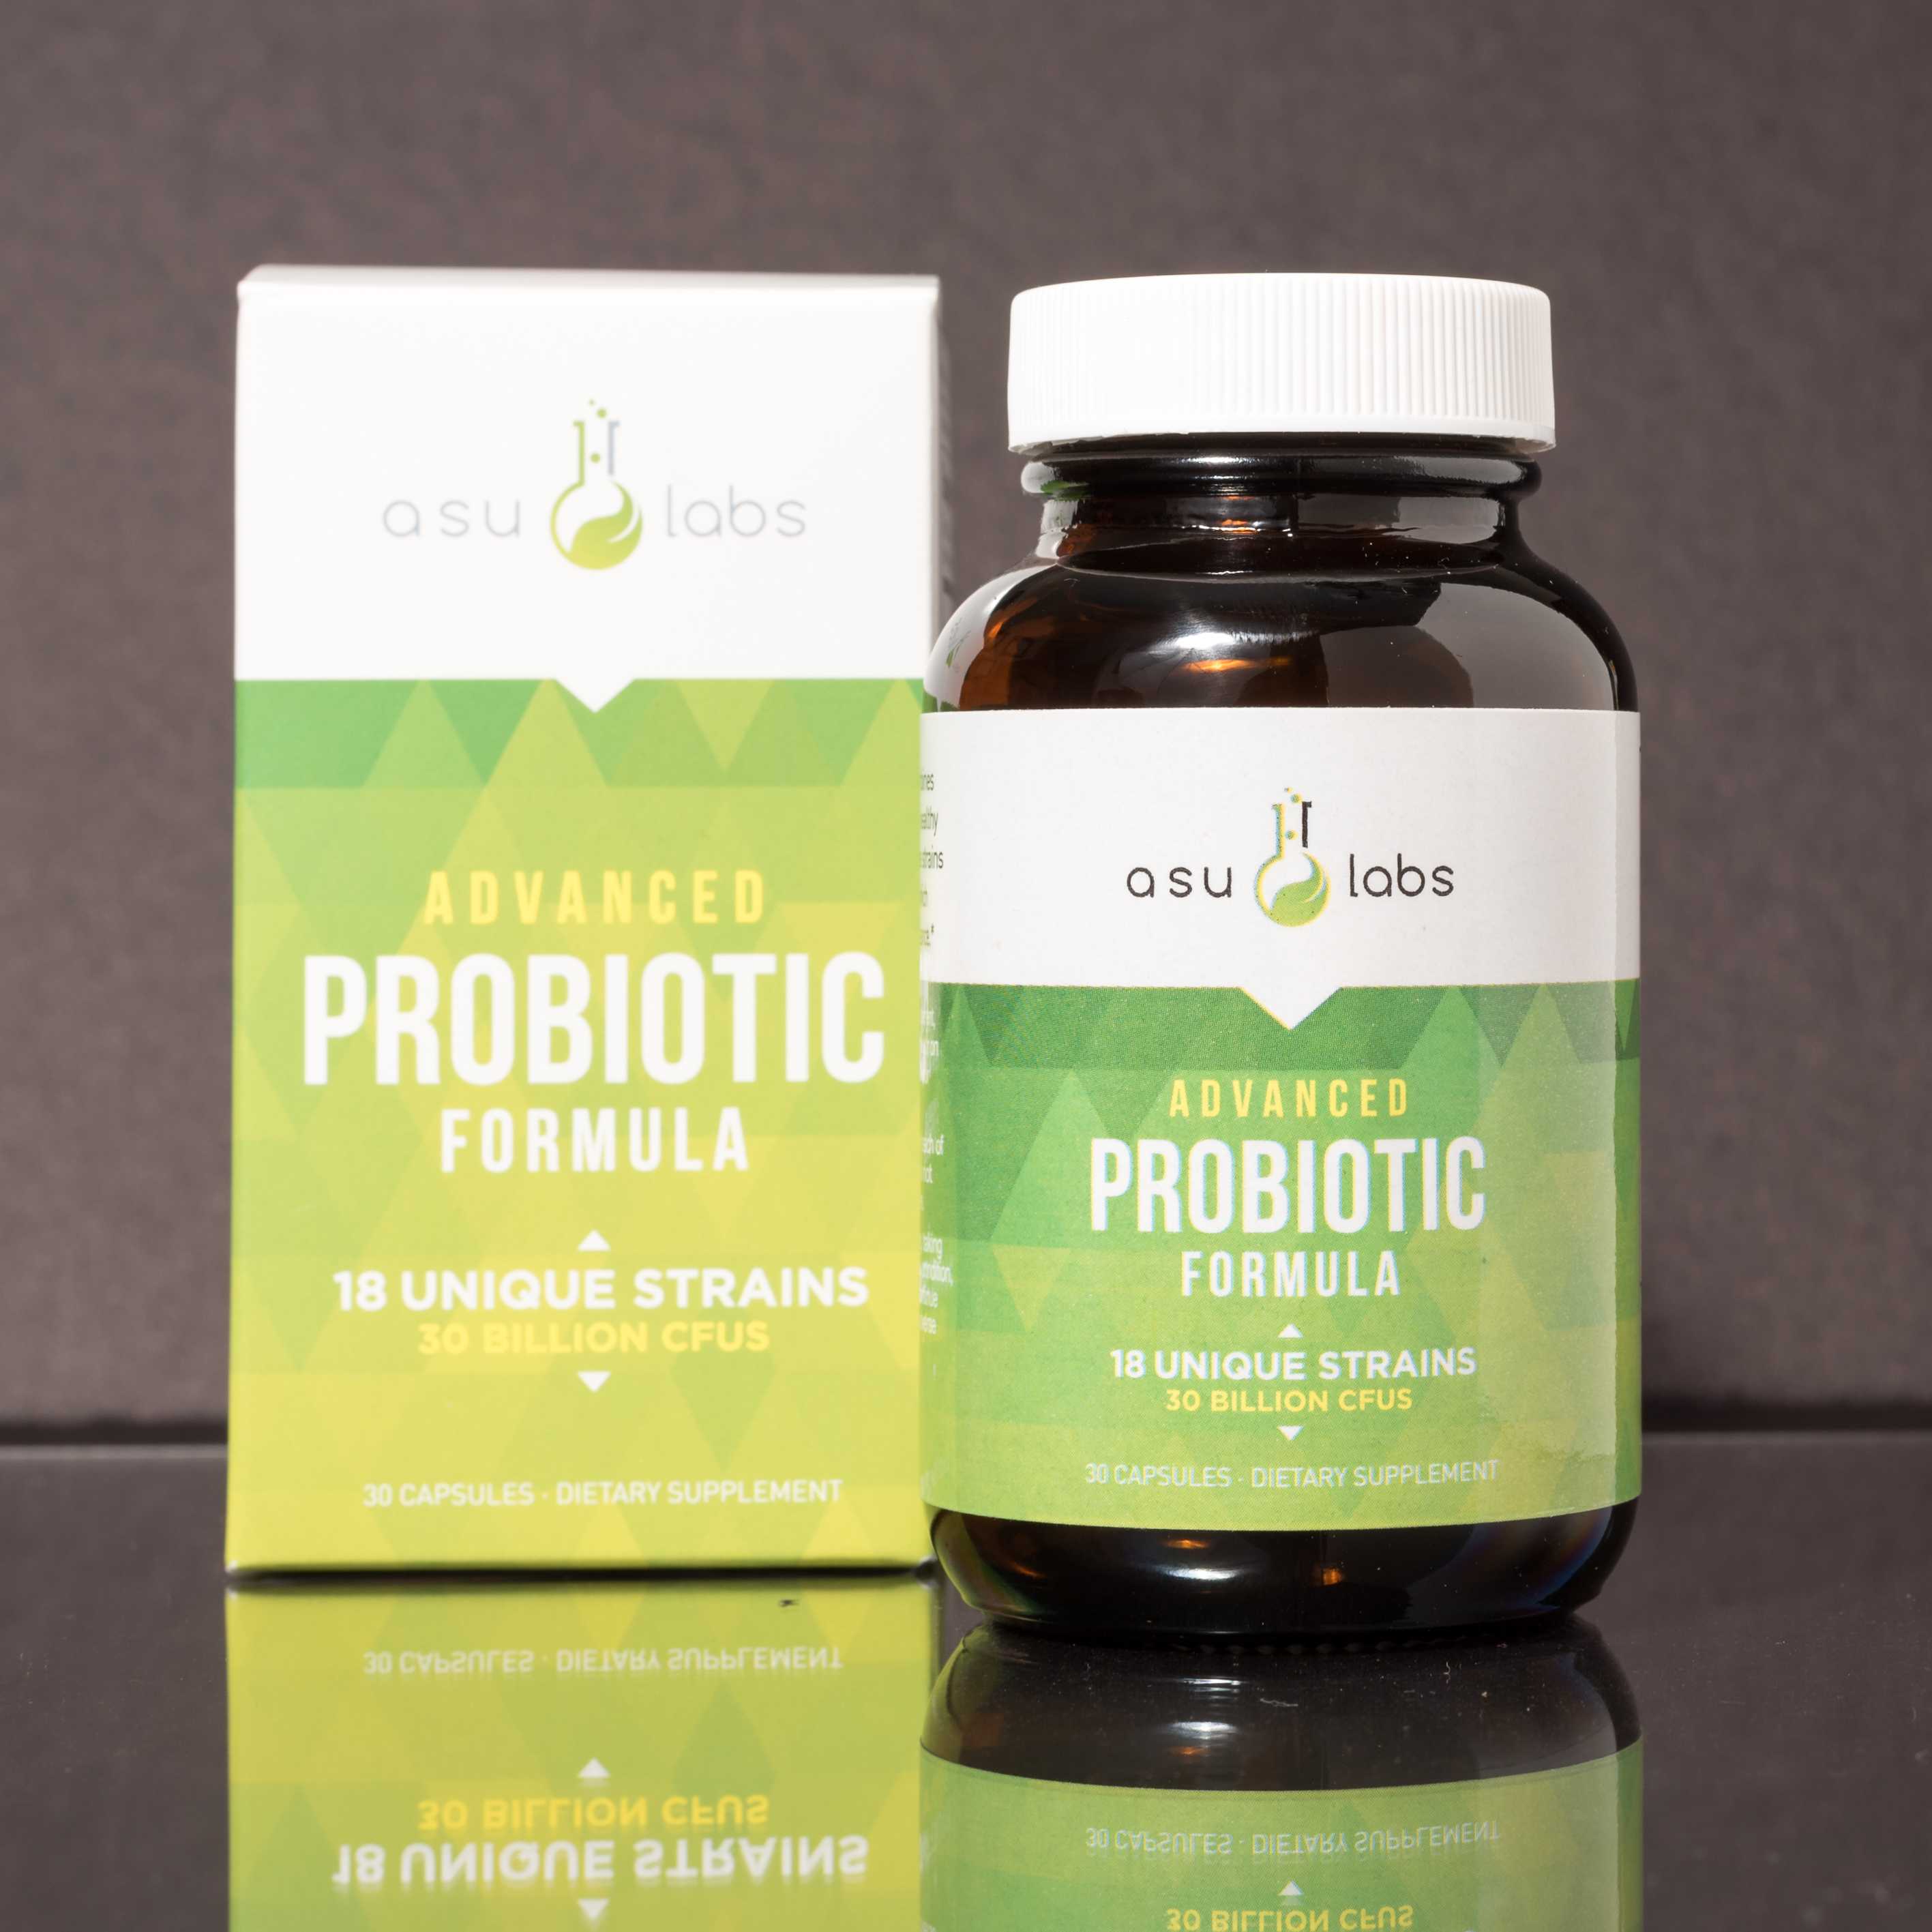 asu labs
ADVANCED
PROBIOTIC
FORMULA
18 UNIQUE STRAINS
30 BILLION CFUS
30 CAPSULES · DIETARY SUPPLEMENT
asu labs
ADVANCED
PROBIOTIC
FORMULA
18 UNIQUE STRAINS
30 BILLION CFUS
30 CAPSULES · DIETARY SUPPLEMENT